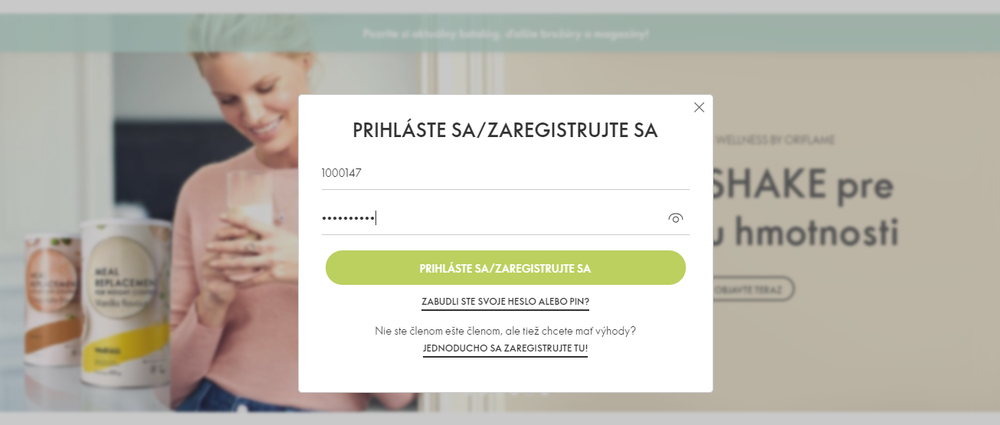 Pozrite si aktuálny katalóg, ďalšie brožúry a magazíny!
PRIHLÁSTE SA/ZAREGISTRUJTE SA
1000147
••••••••••
PRIHLÁSTE SA/ZAREGISTRUJTE SA
ZABUDLI STE SVOJE HESLO ALEBO PIN?
Nie ste členom ešte členom, ale tiež chcete mať výhody?
JEDNODUCHO SA ZAREGISTRUJTE TU!
WELLNESS BY ORIFLAME
SHAKE pre
hmotnosti
OBJAVTE TERAZ
MEAL
REPLACEMENT
FOR WEIGHT CONTROL
Vanilla flavour